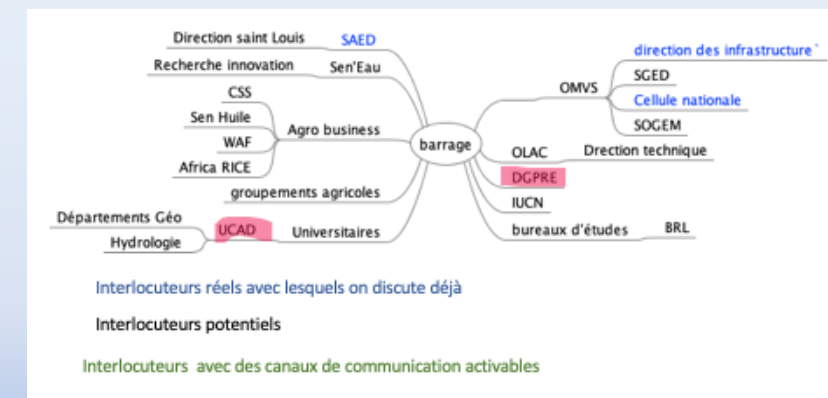 Direction saint Louis
SAED
Recherche innovation
Sen'Eau
CSS
Sen Huile
WAF
Africa RICE
Agro business
groupements agricoles
Départements Géo
Hydrologie
UCAD
Universitaires
barrage
OMVS
direction des infrastructure`
SGED
Cellule nationale
SOGEM
OLAC
Drection technique
DGPRE
IUCN
bureaux d'études
BRL
Interlocuteurs réels avec lesquels on discute déjà
Interlocuteurs potentiels
Interlocuteurs avec des canaux de communication activables